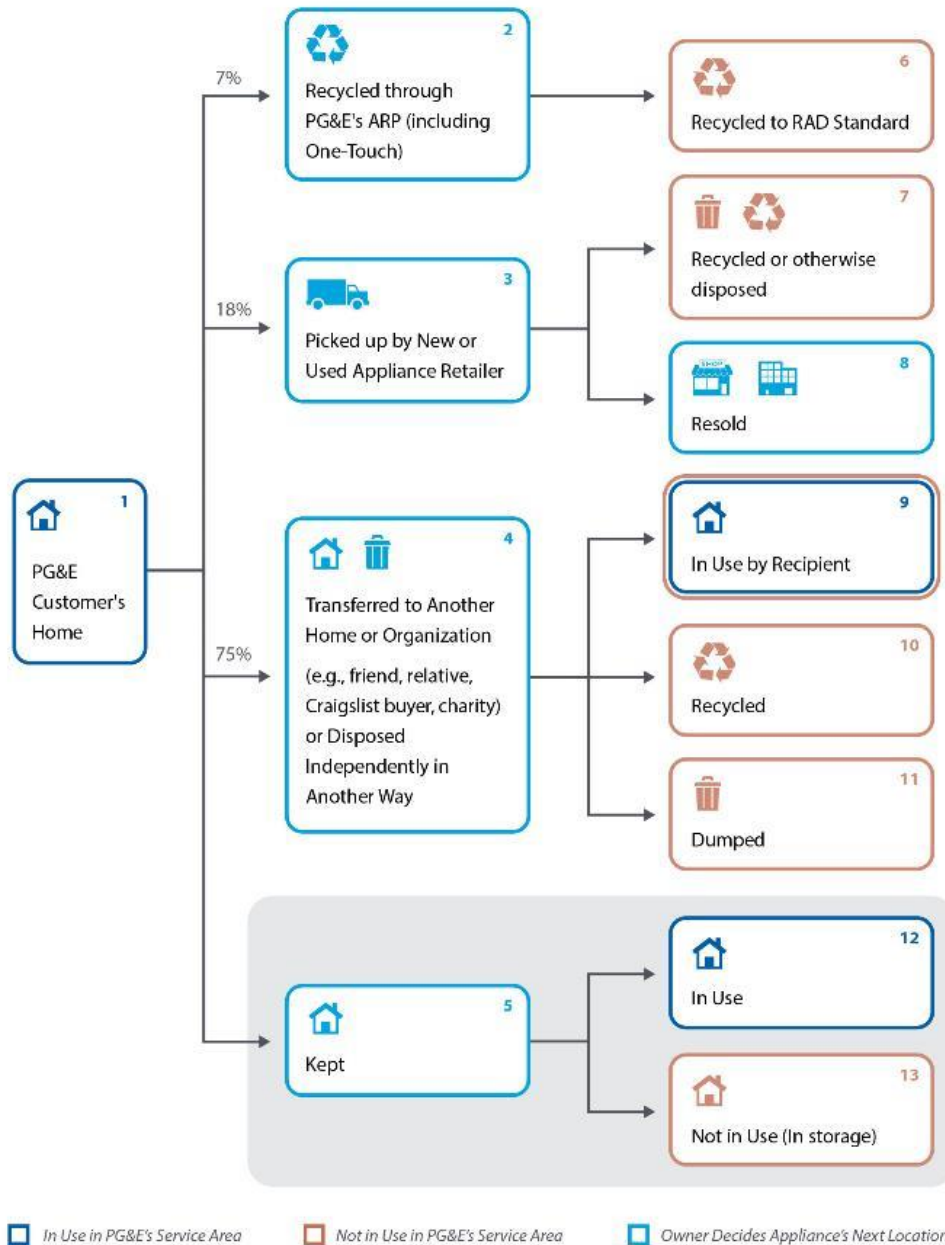 2
Recycled through
PG&E's ARP (including
One-Touch)
7%
6
Recycled to RAD Standard
7
Recycled or otherwise
disposed
3
Picked up by New or
Used Appliance Retailer
18%
SHOP
8
Resold
1
PG&E
Customer's
Home
4
Transferred to Another
Home or Organization
(e.g., friend, relative,
Craigslist buyer, charity)
or Disposed
Independently in
Another Way
75%
9
In Use by Recipient
10
Recycled
11
Dumped
5
Kept
12
In Use
13
Not in Use (In storage)
In Use in PG&E's Service Area
Not in Use in PG&E's Service Area
Owner Decides Appliance's Next Location